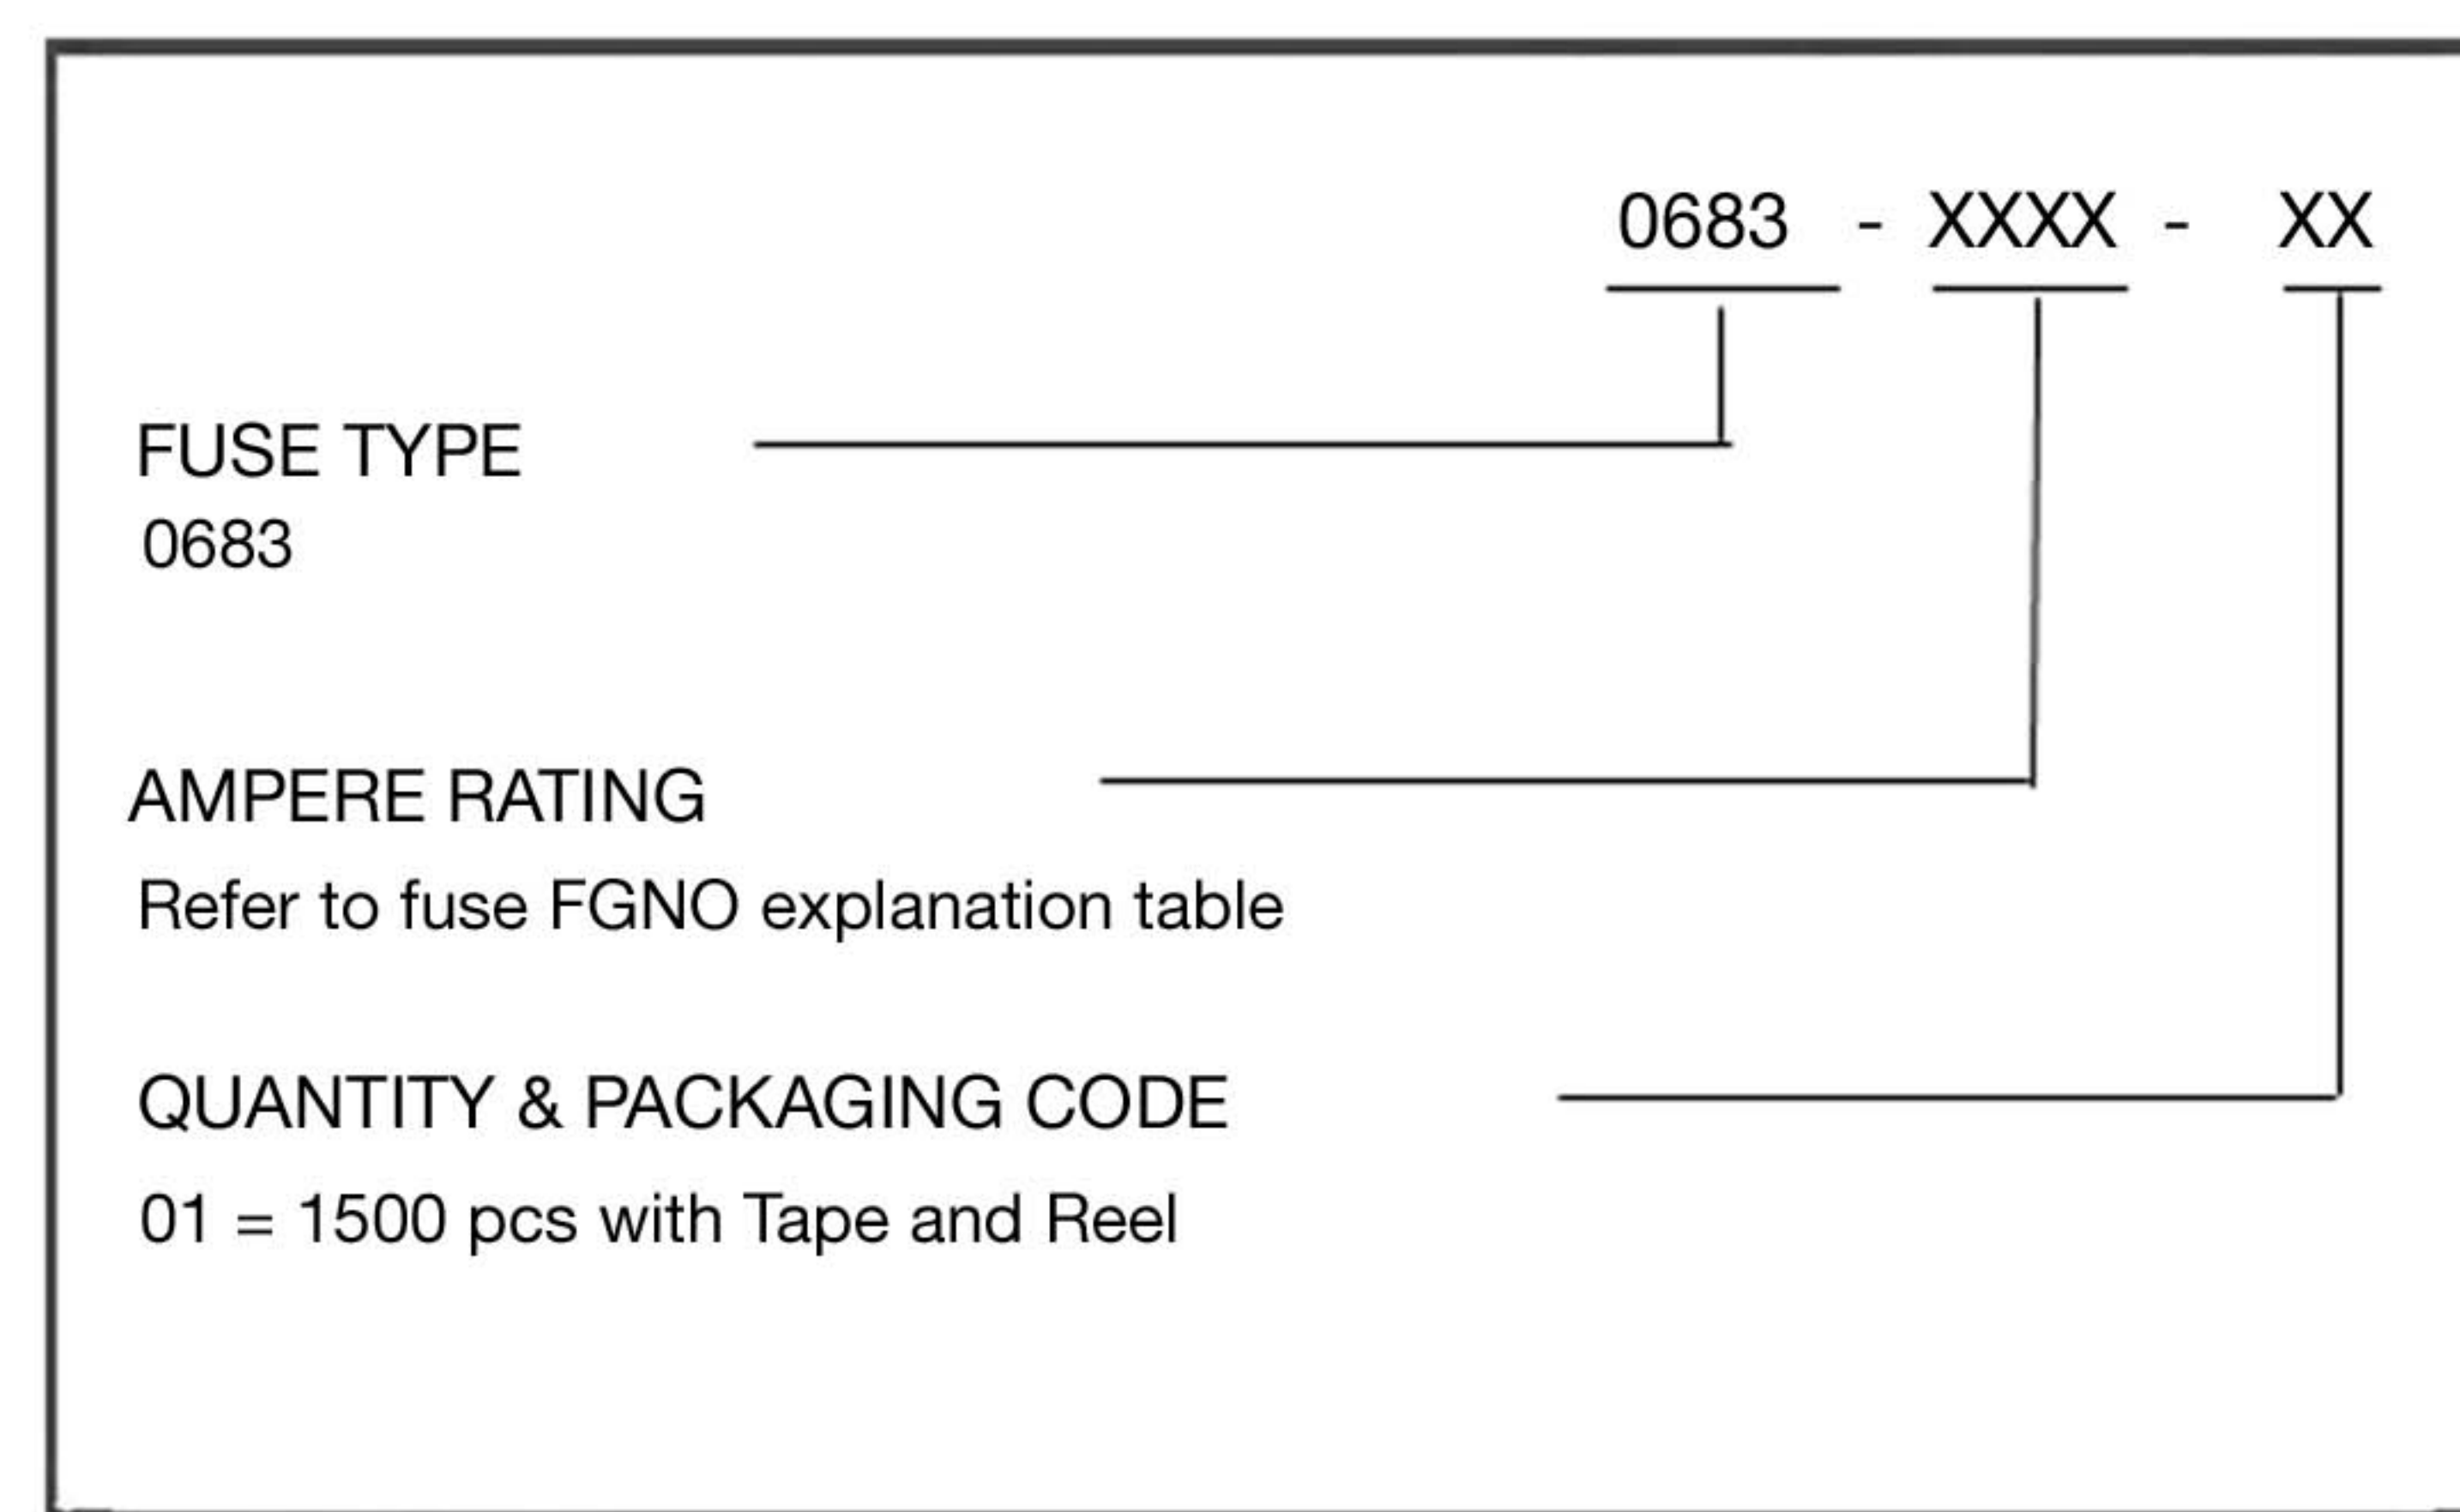 0683 - XXXX - XX
FUSE TYPE
0683
AMPERE RATING
Refer to fuse FGNO explanation table
QUANTITY & PACKAGING CODE
01 = 1500 pcs with Tape and Reel